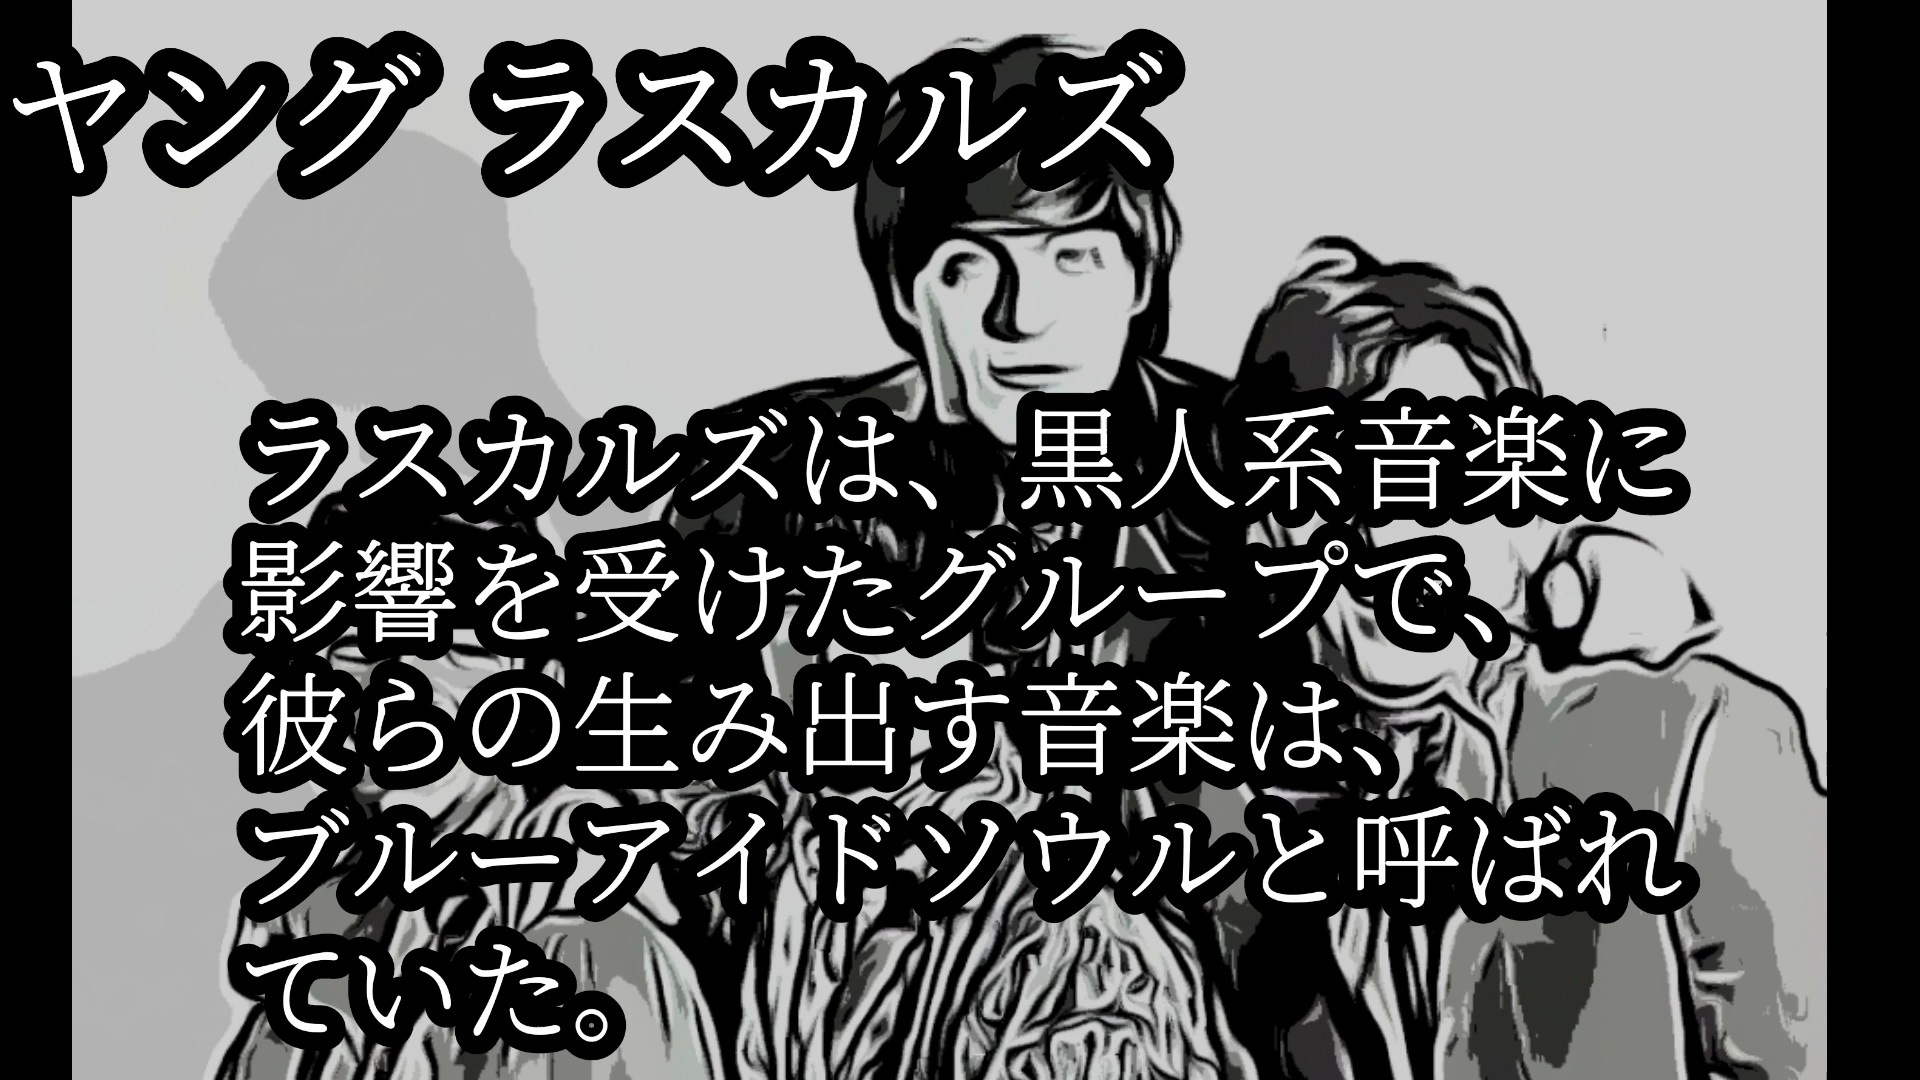 ヤング ラスカルズ
ラスカルズは、黒人系音楽に
影響を受けたグループで、
彼らの生み出す音楽は、
ブルーアイドソウルと呼ばれ
ていた。